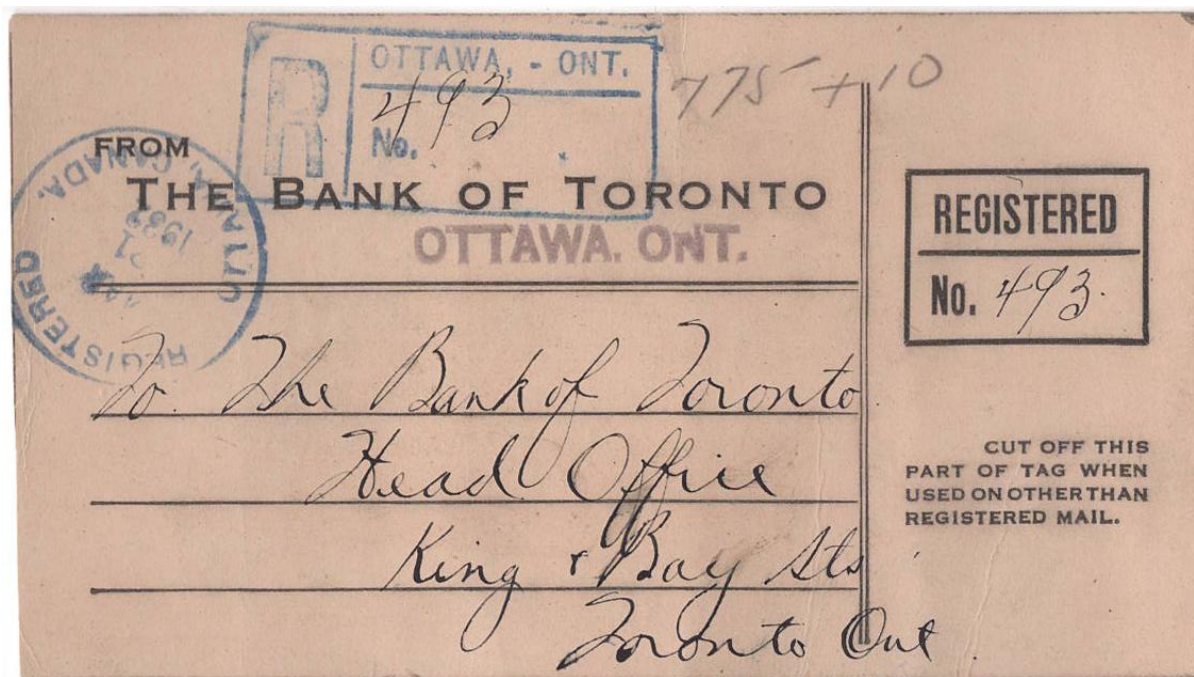 OTTAWA, - ONT.
No. 493
R
775 + 10
FROM
THE BANK OF TORONTO
OTTAWA. ONT.
REGISTERED
OTTAWA, CANADA.
REGISTERED
No. 493.
To The Bank of Toronto
Head Office
King & Bay Sts
Toronto Ont
CUT OFF THIS
PART OF TAG WHEN
USED ON OTHER THAN
REGISTERED MAIL.